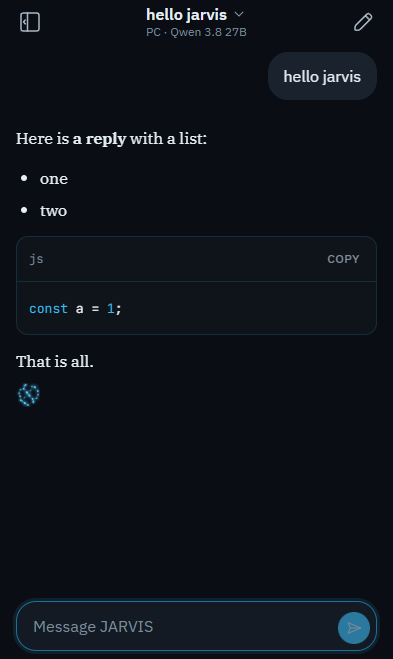 hello jarvis
PC · Qwen 3.8 27B
hello jarvis
Here is a reply with a list:
• one
• two
js COPY
const a = 1;
That is all.
Message JARVIS